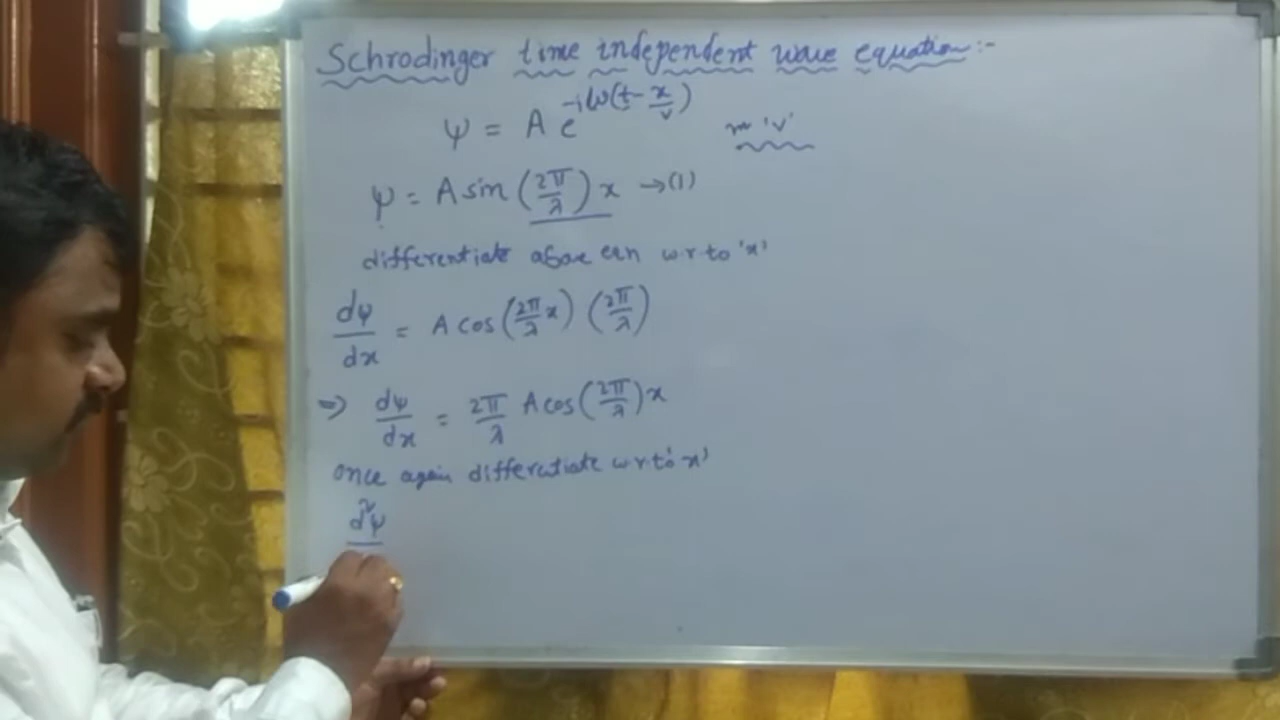 Schrodinger time independent wave equation:-
ψ = A e^{-iω(t - x/v)} m 'v'
ψ = A sin (2π/λ) x →(1)
differentiate above eqn w.r.to 'x'
dψ/dx = A cos (2π/λ x) (2π/λ)
⇒ dψ/dx = 2π/λ A cos (2π/λ) x
once again differentiate w.r.to 'x'
d²ψ